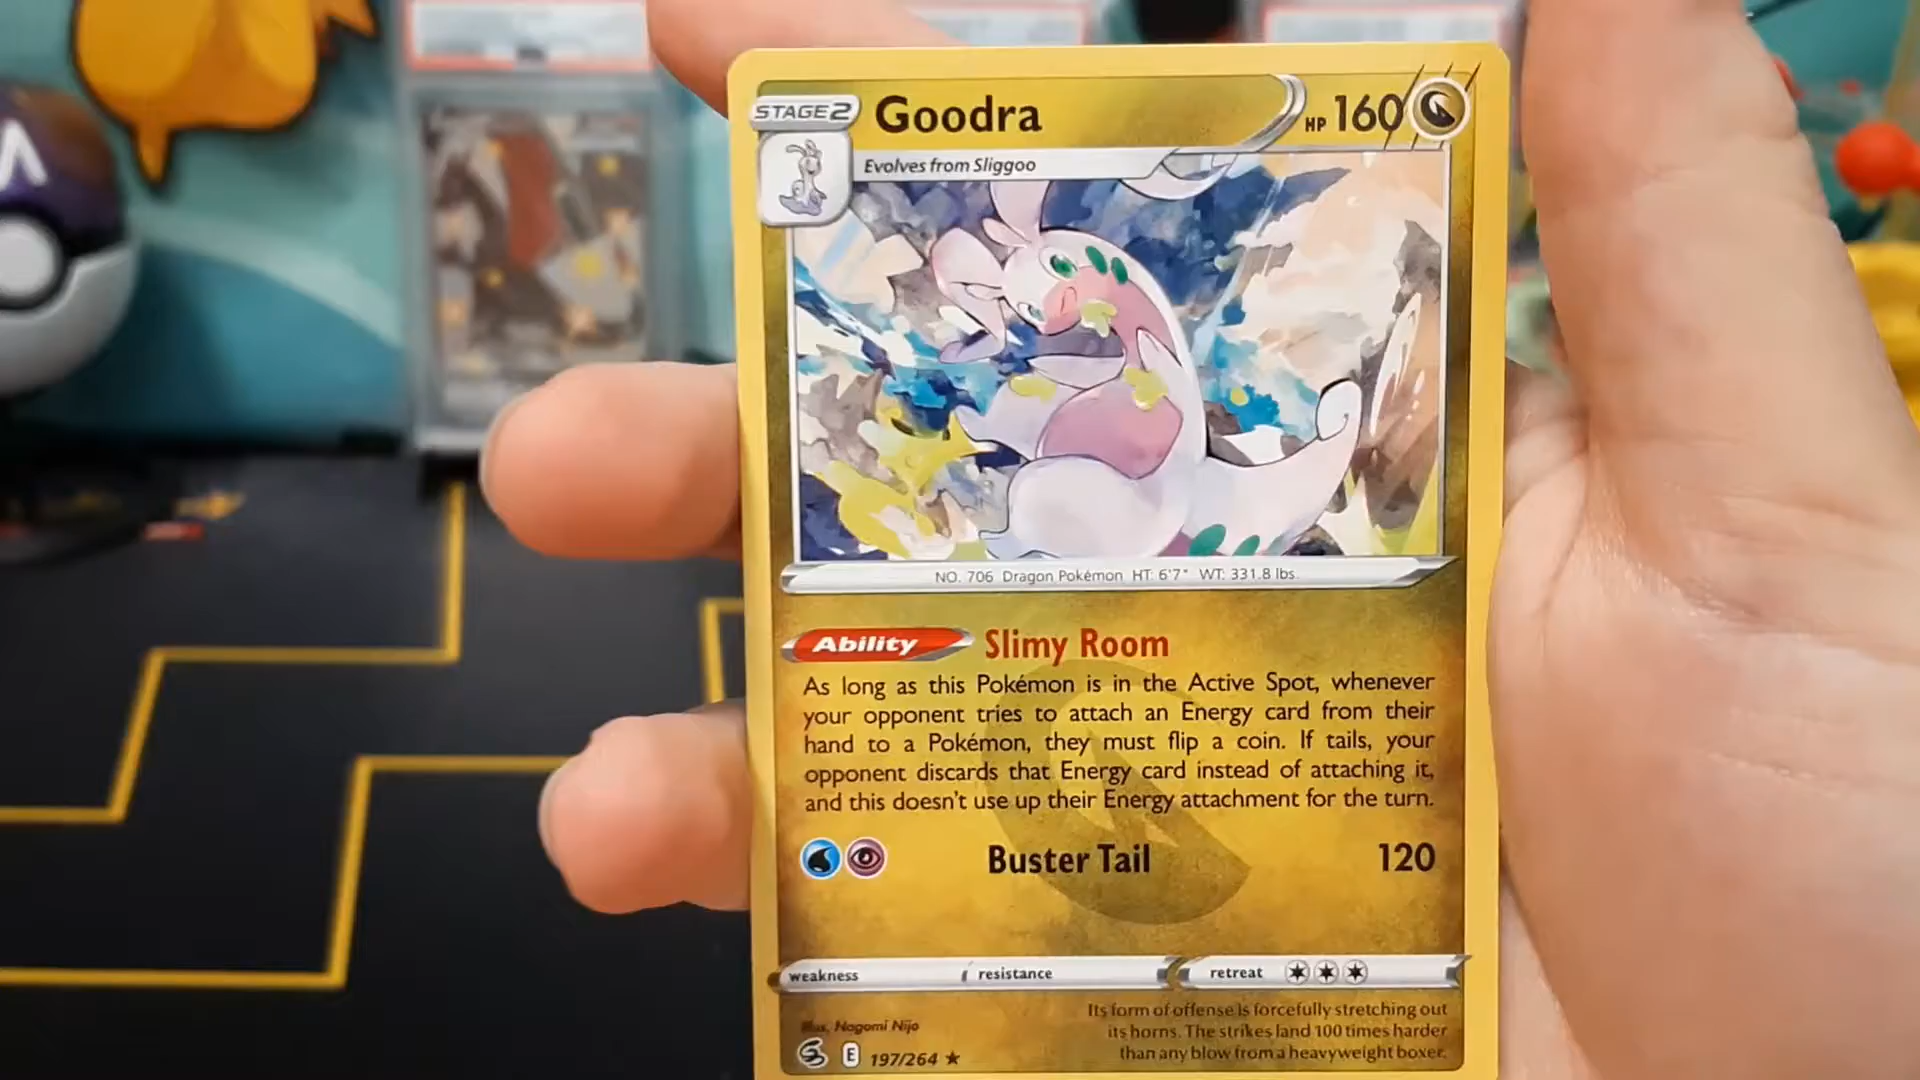 STAGE 2 Goodra HP 160
Evolves from Sliggoo
NO. 706 Dragon Pokémon HT: 6'7" WT: 331.8 lbs.
Ability Slimy Room
As long as this Pokémon is in the Active Spot, whenever
your opponent tries to attach an Energy card from their
hand to a Pokémon, they must flip a coin. If tails, your
opponent discards that Energy card instead of attaching it,
and this doesn't use up their Energy attachment for the turn.
Buster Tail 120
weakness resistance retreat
Illus. Nagomi Nijo
E 197/264 ★
Its form of offense is forcefully stretching out
its horns. The strikes land 100 times harder
than any blow from a heavyweight boxer.